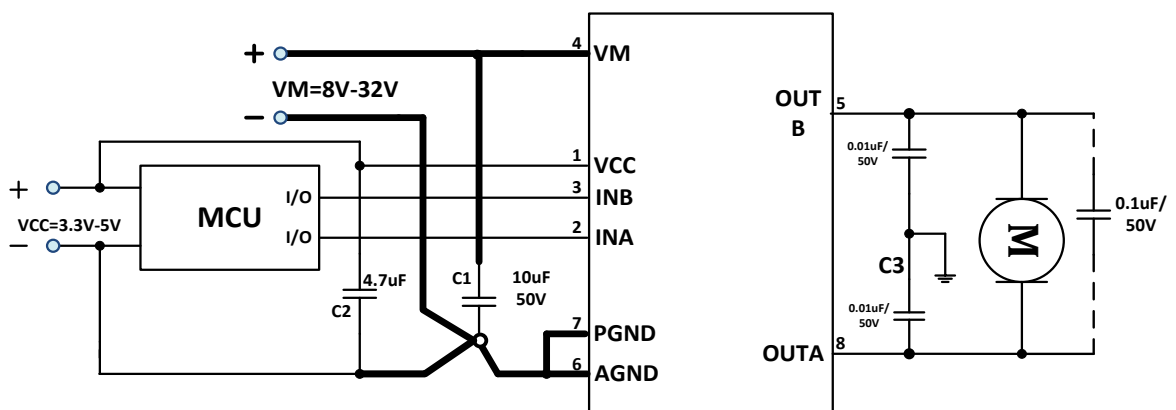 +
4
VM
VM=8V-32V
−
OUT
B
5
1
VCC
3
INB
2
INA
+
VCC=3.3V-5V
−
MCU
I/O
I/O
4.7uF
C2
C1
10uF
50V
7
PGND
6
AGND
OUTA
8
0.01uF/
50V
C3
0.01uF/
50V
M
0.1uF/
50V